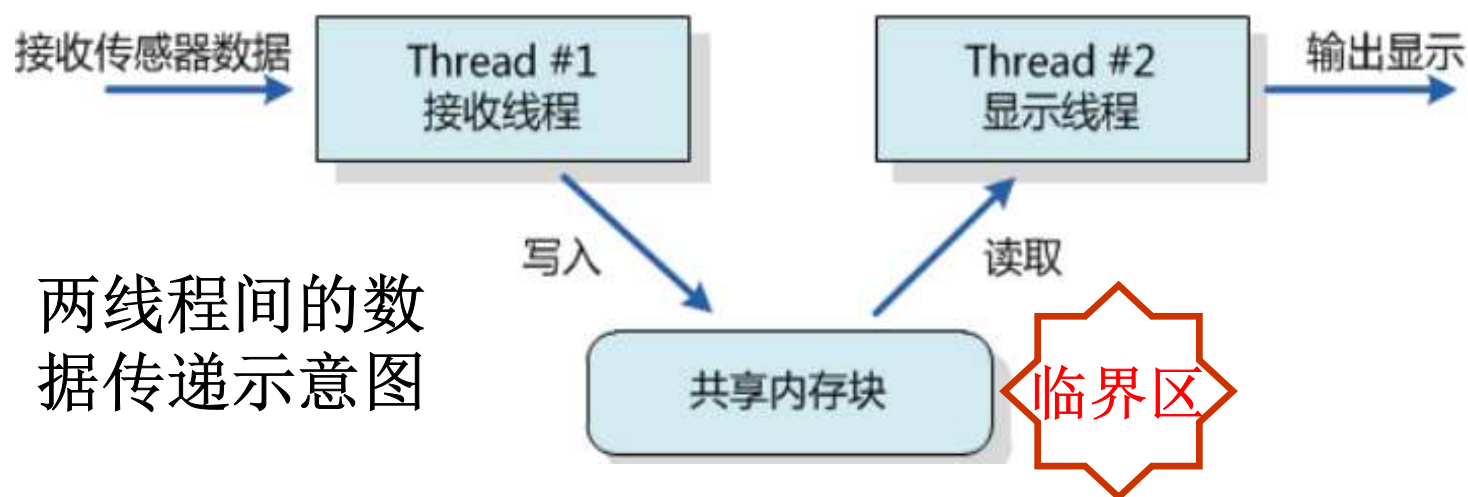 接收传感器数据
Thread #1
接收线程
Thread #2
显示线程
输出显示
写入
读取
两线程间的数
据传递示意图
共享内存块
临界区